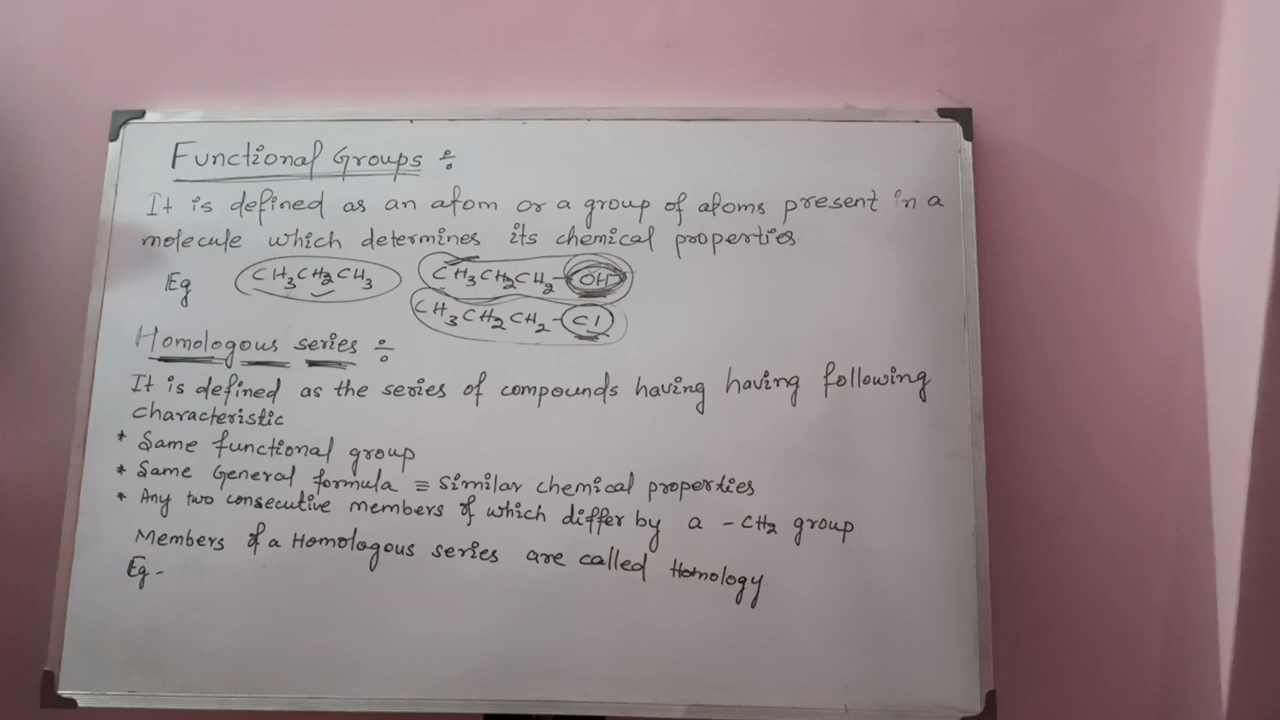 Functional Groups ÷
It is defined as an atom or a group of atoms present in a
molecule which determines its chemical properties
Eg CH3CH2CH3 CH3CH2CH2-OH
CH3CH2CH2-Cl
Homologous series ÷
It is defined as the series of compounds having having following
characteristic
* Same functional group
* Same General formula ≡ similar chemical properties
* Any two consecutive members of which differ by a -CH2 group
Members of a Homologous series are called Homology
Eg -